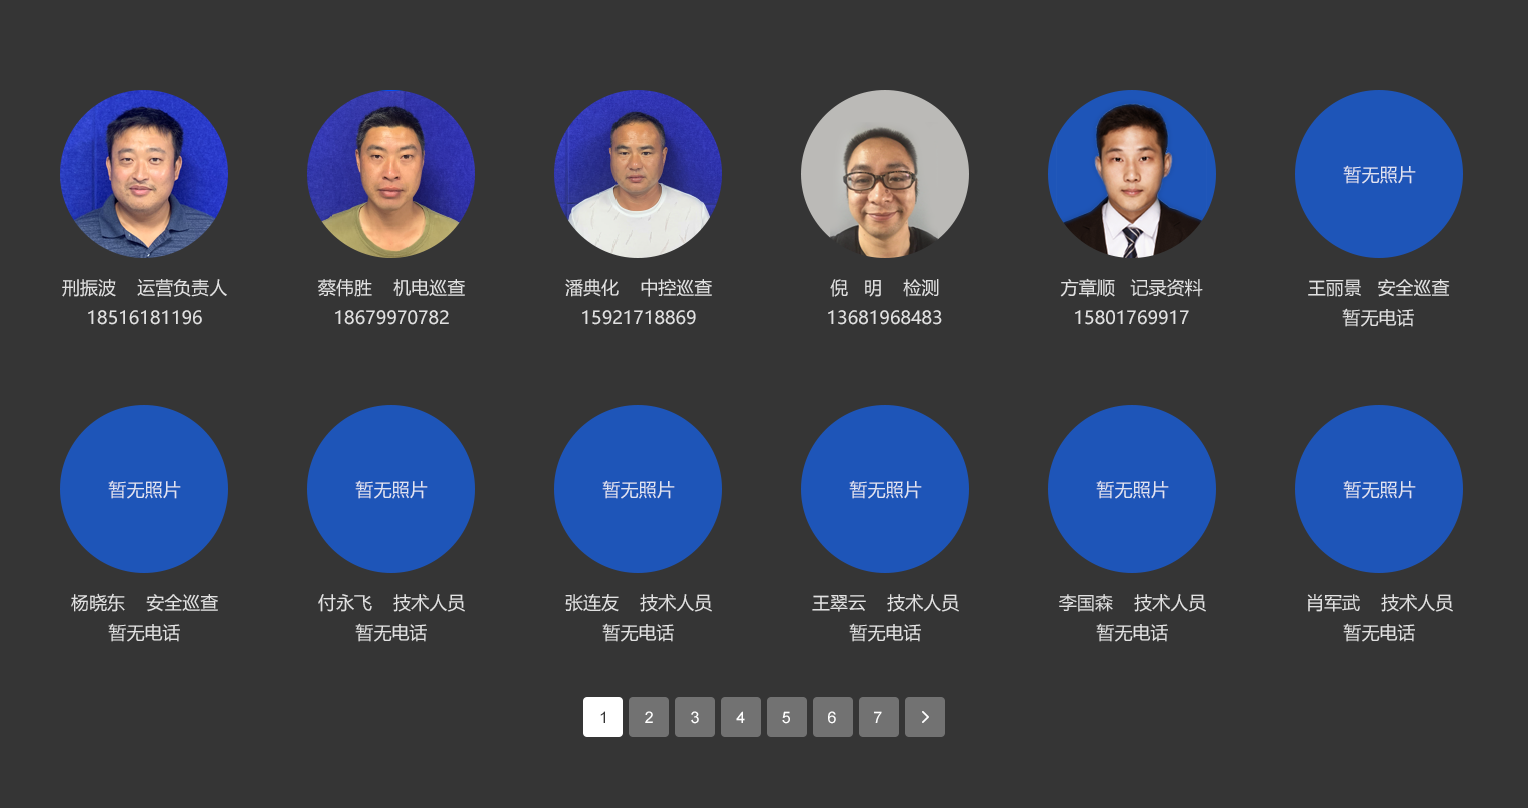 暂无照片
刑振波 运营负责人
蔡伟胜 机电巡查
潘典化 中控巡查
倪 明 检测
方章顺 记录资料
王丽景 安全巡查
18516181196
18679970782
15921718869
13681968483
15801769917
暂无电话
暂无照片
暂无照片
暂无照片
暂无照片
暂无照片
暂无照片
杨晓东 安全巡查
付永飞 技术人员
张连友 技术人员
王翠云 技术人员
李国森 技术人员
肖军武 技术人员
暂无电话
暂无电话
暂无电话
暂无电话
暂无电话
暂无电话
1 2 3 4 5 6 7 >